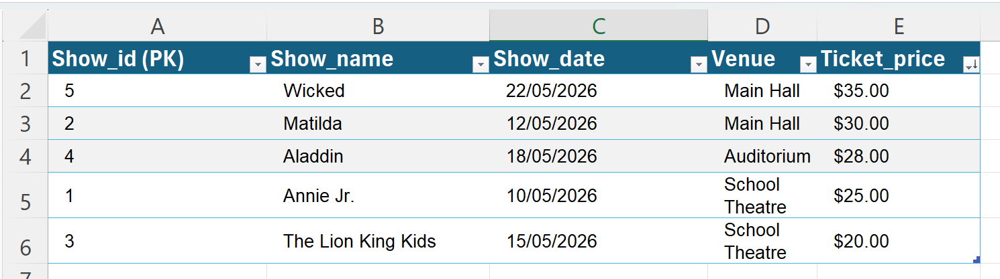 A B C D E
1 Show_id (PK) Show_name Show_date Venue Ticket_price
2 5 Wicked 22/05/2026 Main Hall $35.00
3 2 Matilda 12/05/2026 Main Hall $30.00
4 4 Aladdin 18/05/2026 Auditorium $28.00
5 1 Annie Jr. 10/05/2026 School Theatre $25.00
6 3 The Lion King Kids 15/05/2026 School Theatre $20.00
7